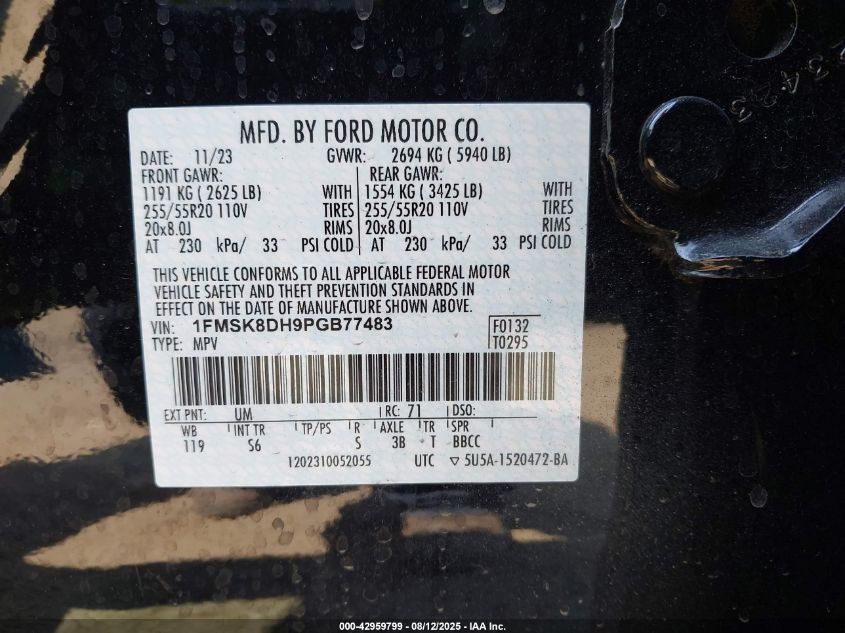 MFD. BY FORD MOTOR CO.
DATE: 11/23 GVWR: 2694 KG ( 5940 LB)
FRONT GAWR: REAR GAWR:
1191 KG ( 2625 LB) WITH 1554 KG ( 3425 LB) WITH
255/55R20 110V TIRES 255/55R20 110V TIRES
20x8.0J RIMS 20x8.0J RIMS
AT 230 kPa/ 33 PSI COLD AT 230 kPa/ 33 PSI COLD
THIS VEHICLE CONFORMS TO ALL APPLICABLE FEDERAL MOTOR
VEHICLE SAFETY AND THEFT PREVENTION STANDARDS IN
EFFECT ON THE DATE OF MANUFACTURE SHOWN ABOVE.
VIN: 1FMSK8DH9PGB77483 F0132
TYPE: MPV T0295
EXT PNT: UM RC: 71 DSO:
WB INT TR TP/PS R AXLE TR SPR
119 S6 S 3B T BBCC
1202310052055 UTC ▽ 5U5A-1520472-BA
000-42959799 - 08/12/2025 - IAA Inc.